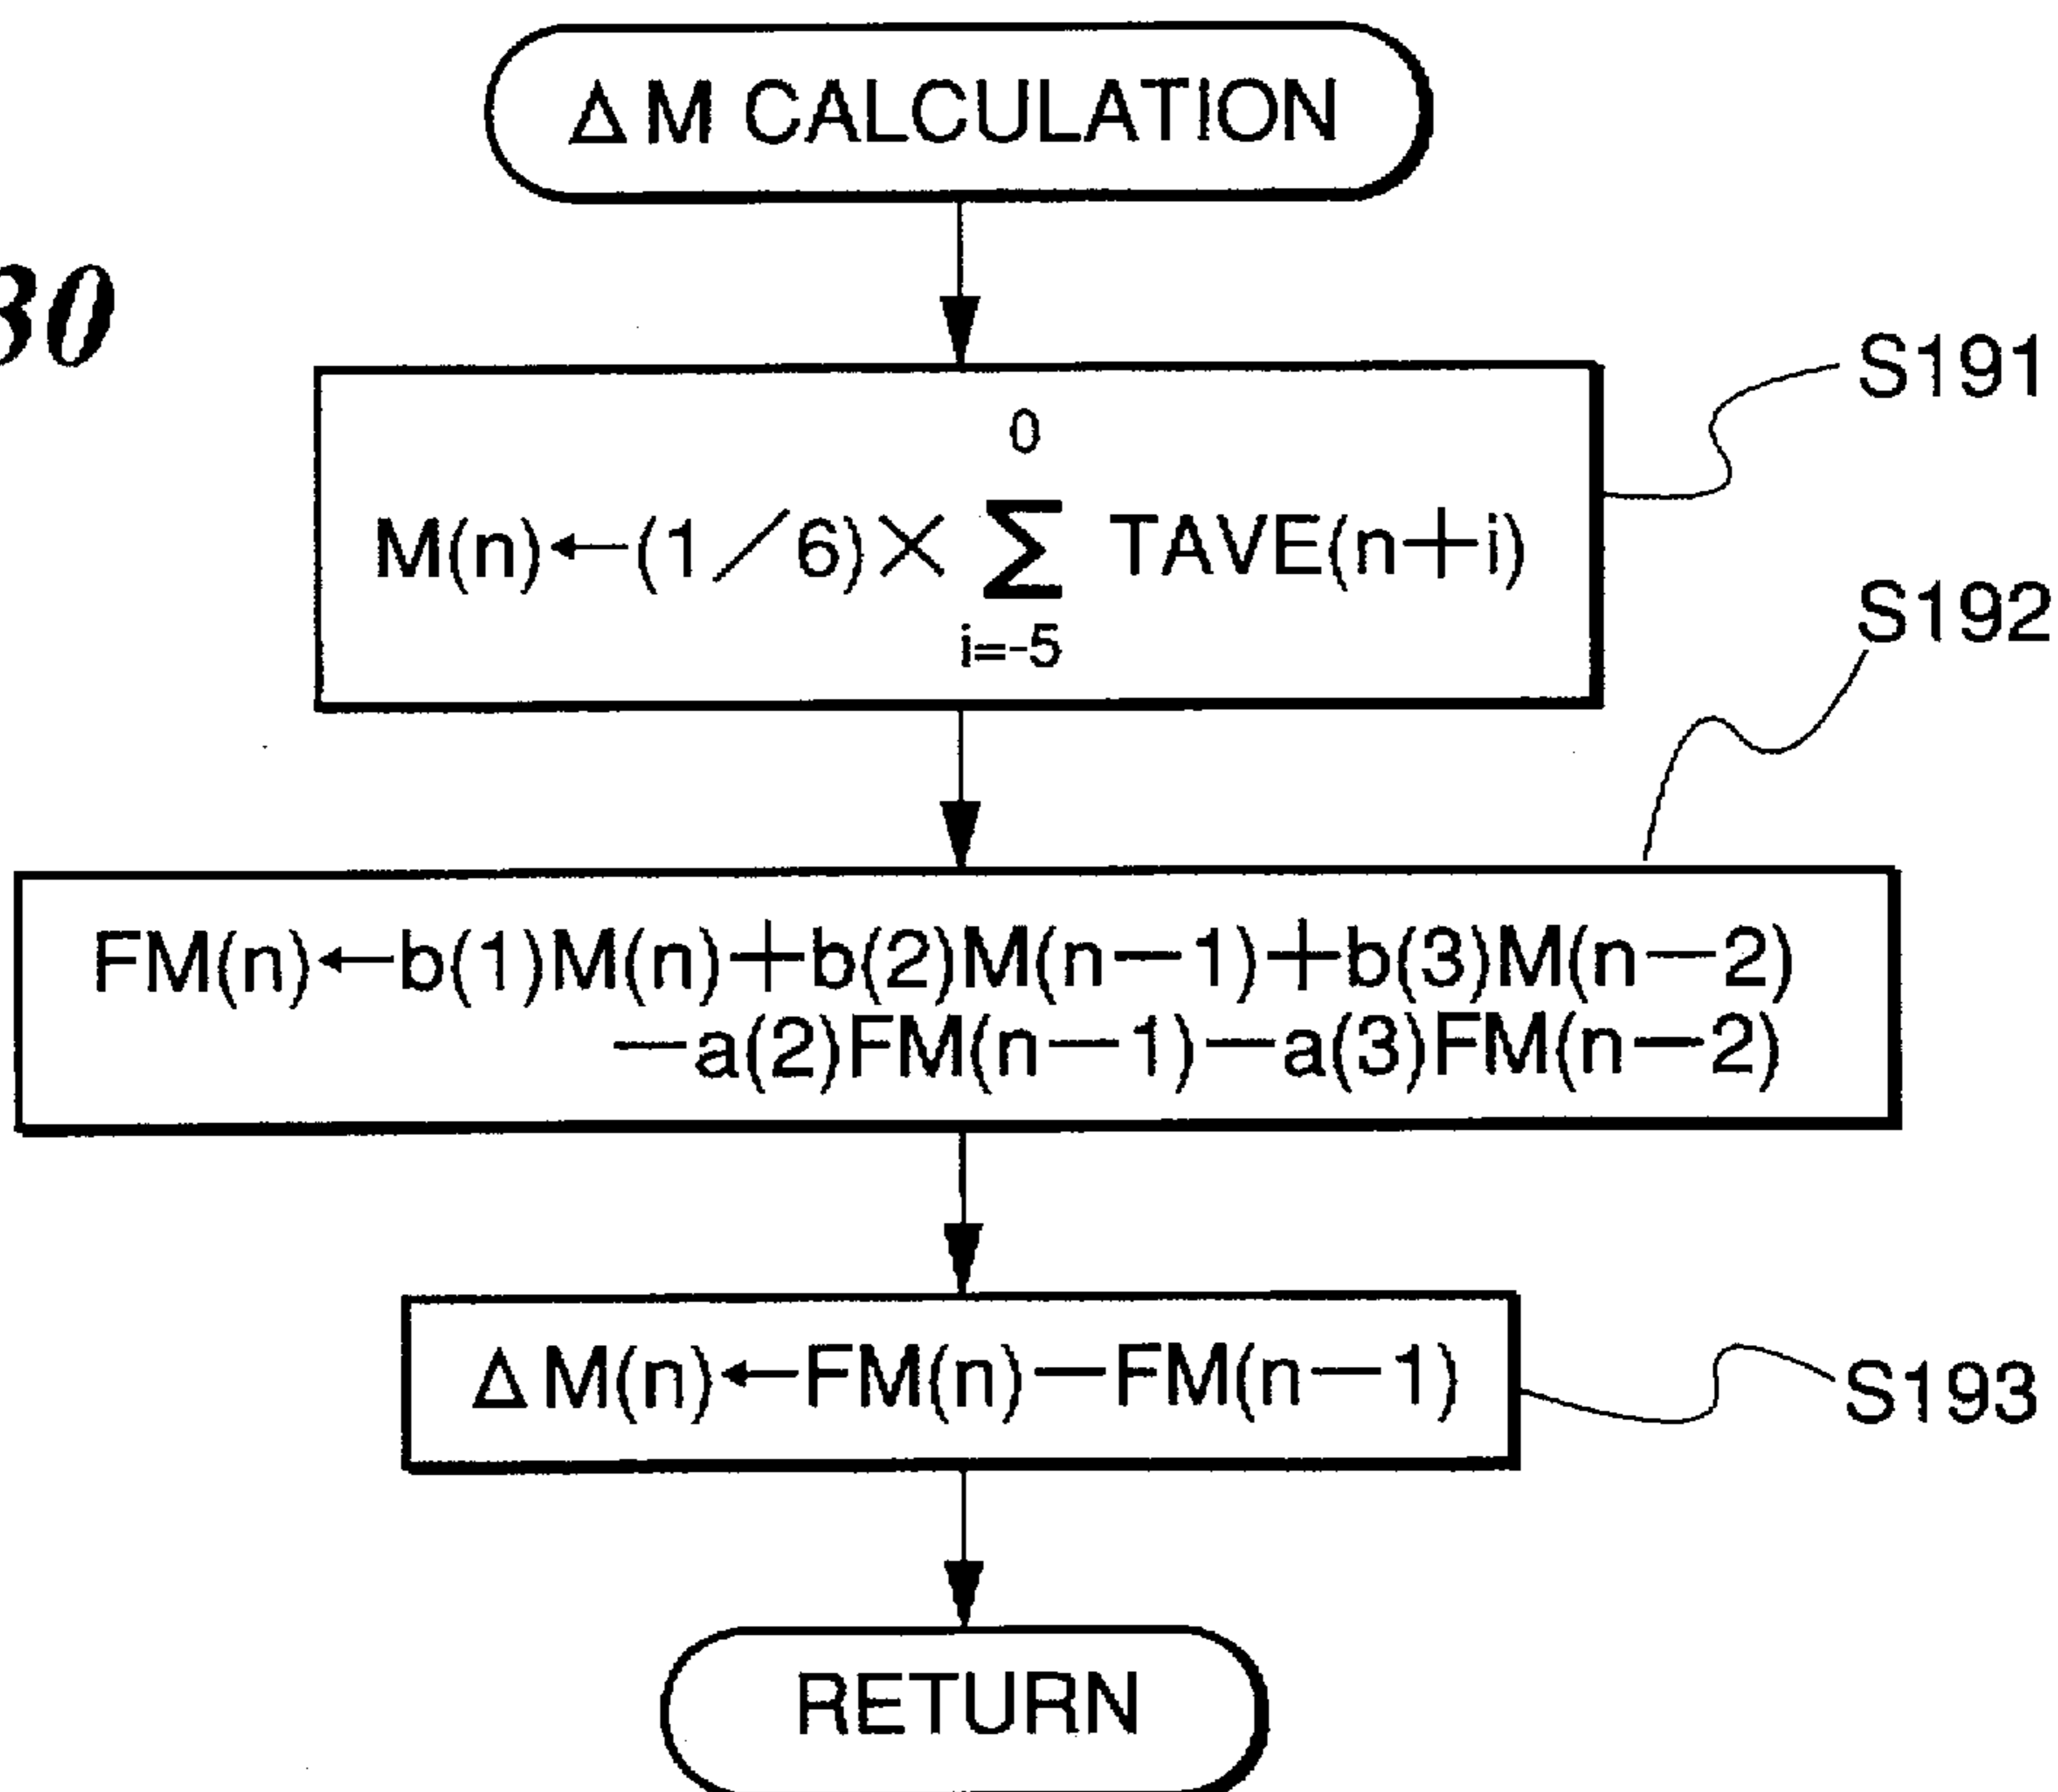 ΔM CALCULATION
30
S191
0
M(n)←(1/6)× Σ TAVE(n+i)
i=-5
S192
FM(n)←b(1)M(n)+b(2)M(n−1)+b(3)M(n−2)
−a(2)FM(n−1)−a(3)FM(n−2)
ΔM(n)←FM(n)−FM(n−1)
S193
RETURN